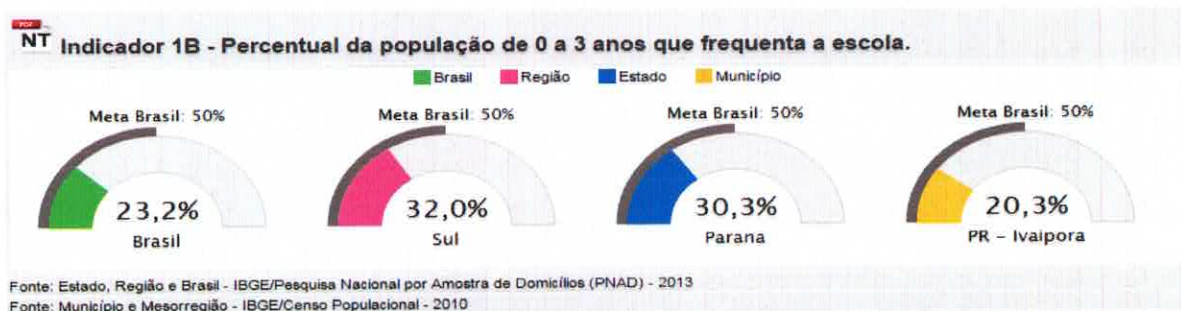 PDF
NT Indicador 1B - Percentual da população de 0 a 3 anos que frequenta a escola.
Brasil Região Estado Município
Meta Brasil: 50% Meta Brasil: 50% Meta Brasil: 50% Meta Brasil: 50%
23,2% 32,0% 30,3% 20,3%
Brasil Sul Parana PR – Ivaipora
Fonte: Estado, Região e Brasil - IBGE/Pesquisa Nacional por Amostra de Domicílios (PNAD) - 2013
Fonte: Município e Mesorregião - IBGE/Censo Populacional - 2010